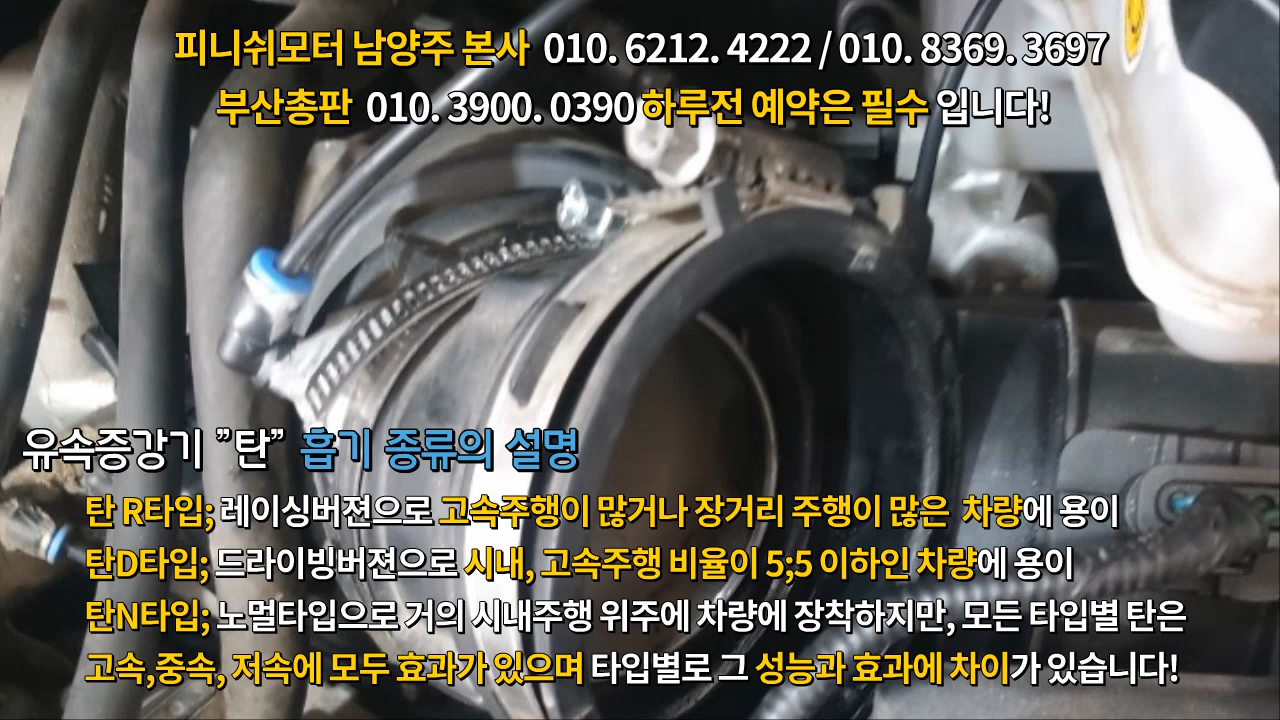 피니쉬모터 남양주 본사 010. 6212. 4222 / 010. 8369. 3697
부산총판 010. 3900. 0390 하루전 예약은 필수 입니다!
유속증강기 "탄" 흡기 종류의 설명
탄 R타입; 레이싱버젼으로 고속주행이 많거나 장거리 주행이 많은 차량에 용이
탄D타입; 드라이빙버젼으로 시내, 고속주행 비율이 5;5 이하인 차량에 용이
탄N타입; 노멀타입으로 거의 시내주행 위주에 차량에 장착하지만, 모든 타입별 탄은
고속,중속, 저속에 모두 효과가 있으며 타입별로 그 성능과 효과에 차이가 있습니다!